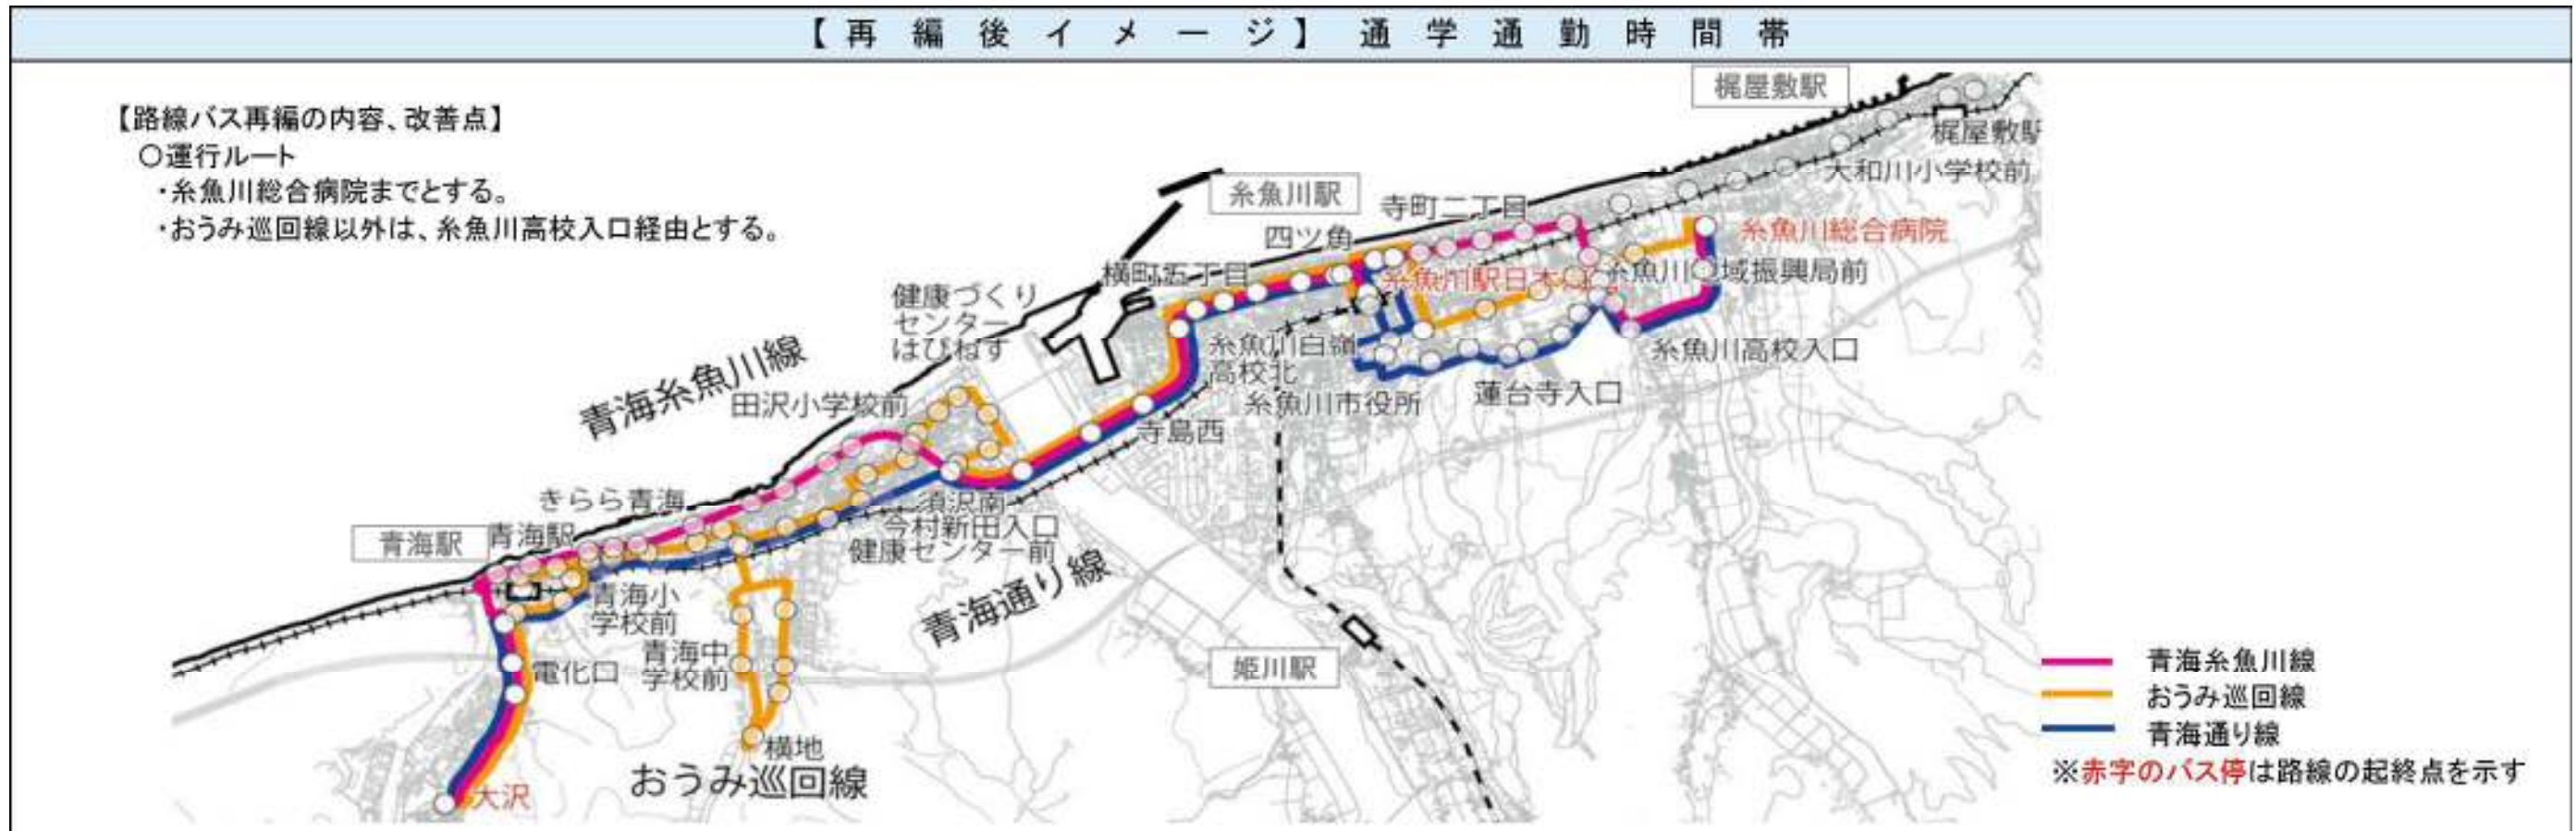 【再編後イメージ】通学通勤時間帯
【路線バス再編の内容、改善点】
〇運行ルート
・糸魚川総合病院までとする。
・おうみ巡回線以外は、糸魚川高校入口経由とする。
梶屋敷駅
梶屋敷駅
大和川小学校前
糸魚川駅
寺町二丁目
四ツ角
糸魚川総合病院
横町五丁目
糸魚川駅日本
糸魚川地域振興局前
健康づくり
センター
はぴねす
糸魚川白嶺
高校北
糸魚川高校入口
青海糸魚川線
田沢小学校前
糸魚川市役所
蓮台寺入口
寺島西
きらら青海
須沢南
今村新田入口
健康センター前
青海駅
青海駅
青海通り線
青海小
学校前
青海中
学校前
電化口
姫川駅
横地
おうみ巡回線
大沢
青海糸魚川線
おうみ巡回線
青海通り線
※赤字のバス停は路線の起終点を示す